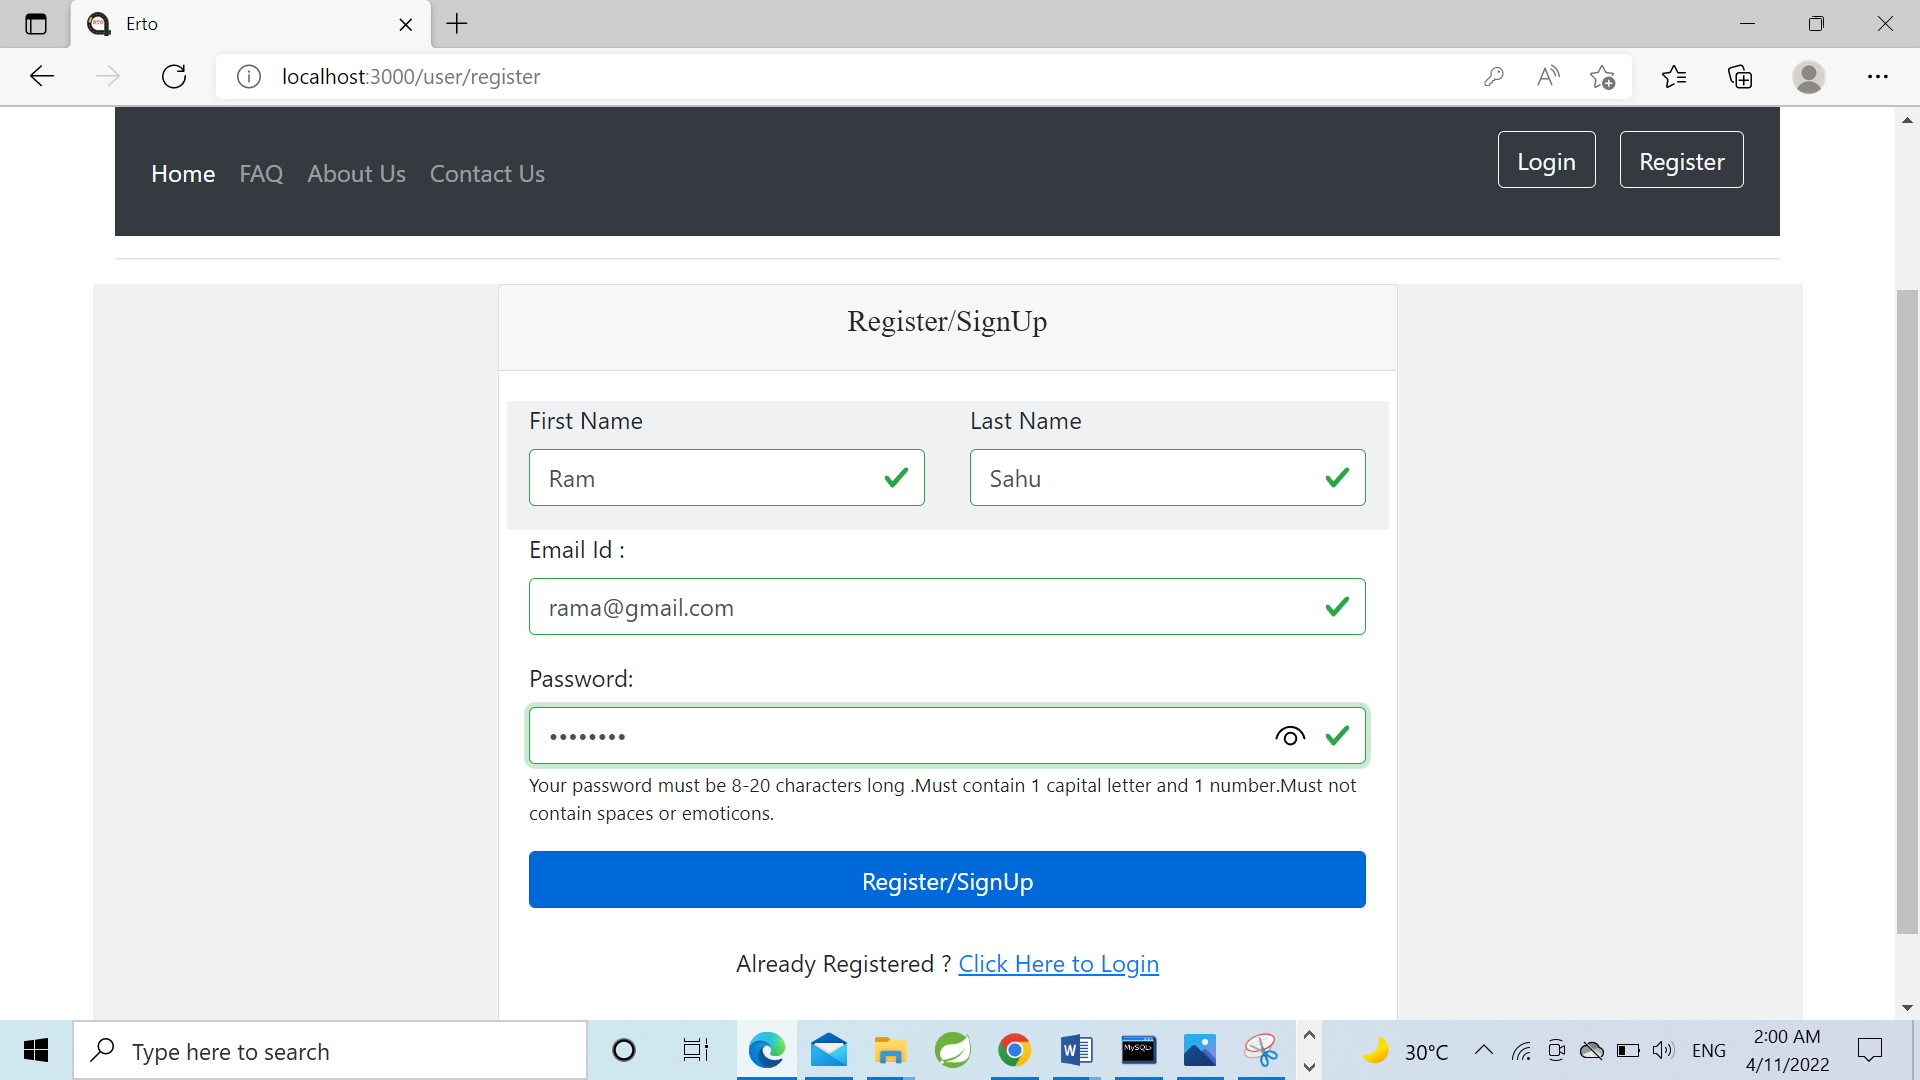 Erto
localhost:3000/user/register
Home FAQ About Us Contact Us Login Register
Register/SignUp
First Name Last Name
Ram Sahu
Email Id :
rama@gmail.com
Password:
••••••••
Your password must be 8-20 characters long .Must contain 1 capital letter and 1 number.Must not
contain spaces or emoticons.
Register/SignUp
Already Registered ? Click Here to Login
Type here to search
MySQL
30°C
ENG
2:00 AM
4/11/2022